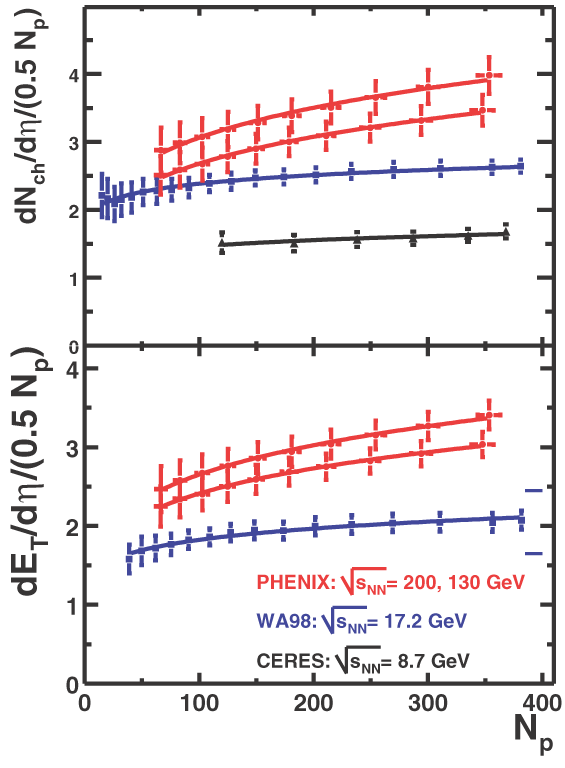 dN_ch/dη/(0.5 N_p)
4
3
2
1
0
dE_T/dη/(0.5 N_p)
4
3
2
1
0
PHENIX: √s_NN= 200, 130 GeV
WA98: √s_NN= 17.2 GeV
CERES: √s_NN= 8.7 GeV
0 100 200 300 400
N_p